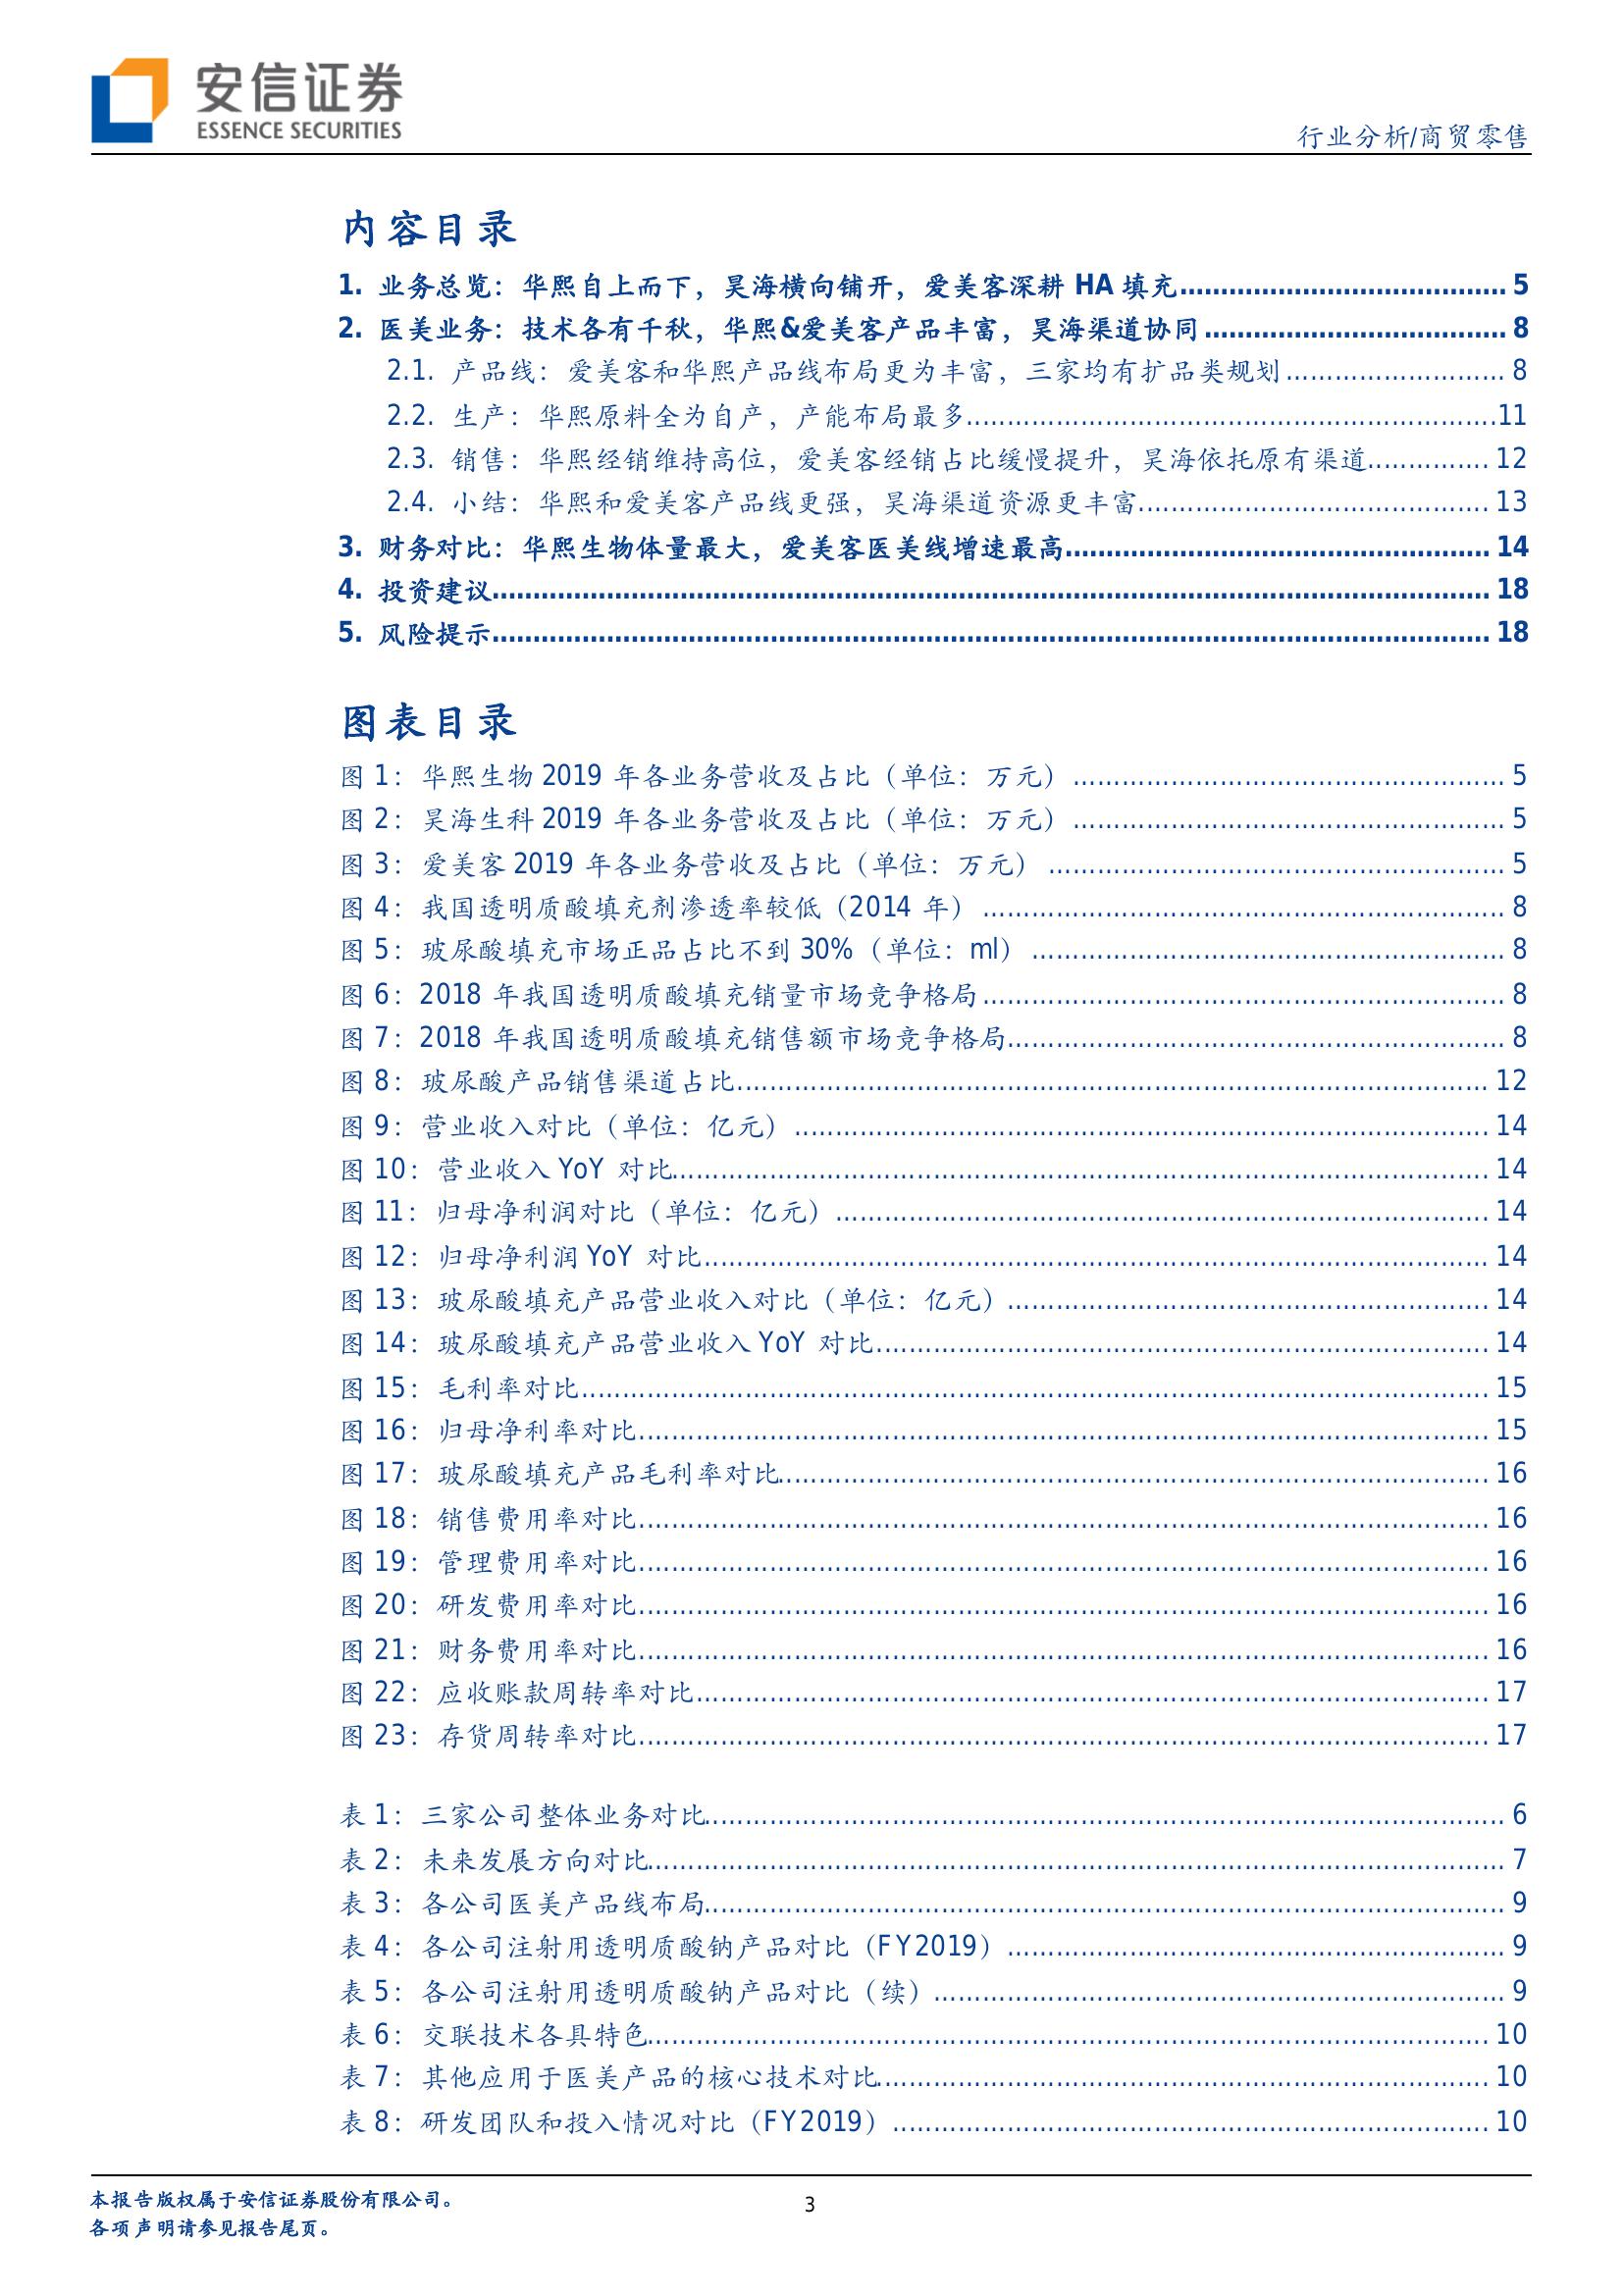 安信证券
ESSENCE SECURITIES
行业分析/商贸零售
内容目录
1. 业务总览：华熙自上而下，昊海横向铺开，爱美客深耕 HA 填充........................................ 5
2. 医美业务：技术各有千秋，华熙&爱美客产品丰富，昊海渠道协同..................................... 8
2.1. 产品线：爱美客和华熙产品线布局更为丰富，三家均有扩品类规划........................... 8
2.2. 生产：华熙原料全为自产，产能布局最多.................................................................11
2.3. 销售：华熙经销维持高位，爱美客经销占比缓慢提升，昊海依托原有渠道............... 12
2.4. 小结：华熙和爱美客产品线更强，昊海渠道资源更丰富........................................... 13
3. 财务对比：华熙生物体量最大，爱美客医美线增速最高.................................................... 14
4. 投资建议.......................................................................................................................... 18
5. 风险提示.......................................................................................................................... 18
图表目录
图 1：华熙生物 2019 年各业务营收及占比（单位：万元）..................................................... 5
图 2：昊海生科 2019 年各业务营收及占比（单位：万元）..................................................... 5
图 3：爱美客 2019 年各业务营收及占比（单位：万元）........................................................ 5
图 4：我国透明质酸填充剂渗透率较低（2014 年）................................................................ 8
图 5：玻尿酸填充市场正品占比不到 30%（单位：ml）.......................................................... 8
图 6：2018 年我国透明质酸填充销量市场竞争格局................................................................ 8
图 7：2018 年我国透明质酸填充销售额市场竞争格局............................................................. 8
图 8：玻尿酸产品销售渠道占比............................................................................................ 12
图 9：营业收入对比（单位：亿元）..................................................................................... 14
图 10：营业收入 YoY 对比.................................................................................................... 14
图 11：归母净利润对比（单位：亿元）................................................................................ 14
图 12：归母净利润 YoY 对比................................................................................................ 14
图 13：玻尿酸填充产品营业收入对比（单位：亿元）........................................................... 14
图 14：玻尿酸填充产品营业收入 YoY 对比........................................................................... 14
图 15：毛利率对比............................................................................................................... 15
图 16：归母净利率对比........................................................................................................ 15
图 17：玻尿酸填充产品毛利率对比....................................................................................... 16
图 18：销售费用率对比........................................................................................................ 16
图 19：管理费用率对比........................................................................................................ 16
图 20：研发费用率对比........................................................................................................ 16
图 21：财务费用率对比........................................................................................................ 16
图 22：应收账款周转率对比................................................................................................. 17
图 23：存货周转率对比........................................................................................................ 17
表 1：三家公司整体业务对比................................................................................................. 6
表 2：未来发展方向对比........................................................................................................ 7
表 3：各公司医美产品线布局................................................................................................. 9
表 4：各公司注射用透明质酸钠产品对比（FY2019）............................................................. 9
表 5：各公司注射用透明质酸钠产品对比（续）...................................................................... 9
表 6：交联技术各具特色....................................................................................................... 10
表 7：其他应用于医美产品的核心技术对比........................................................................... 10
表 8：研发团队和投入情况对比（FY2019）......................................................................... 10
本报告版权属于安信证券股份有限公司。
3
各项声明请参见报告尾页。